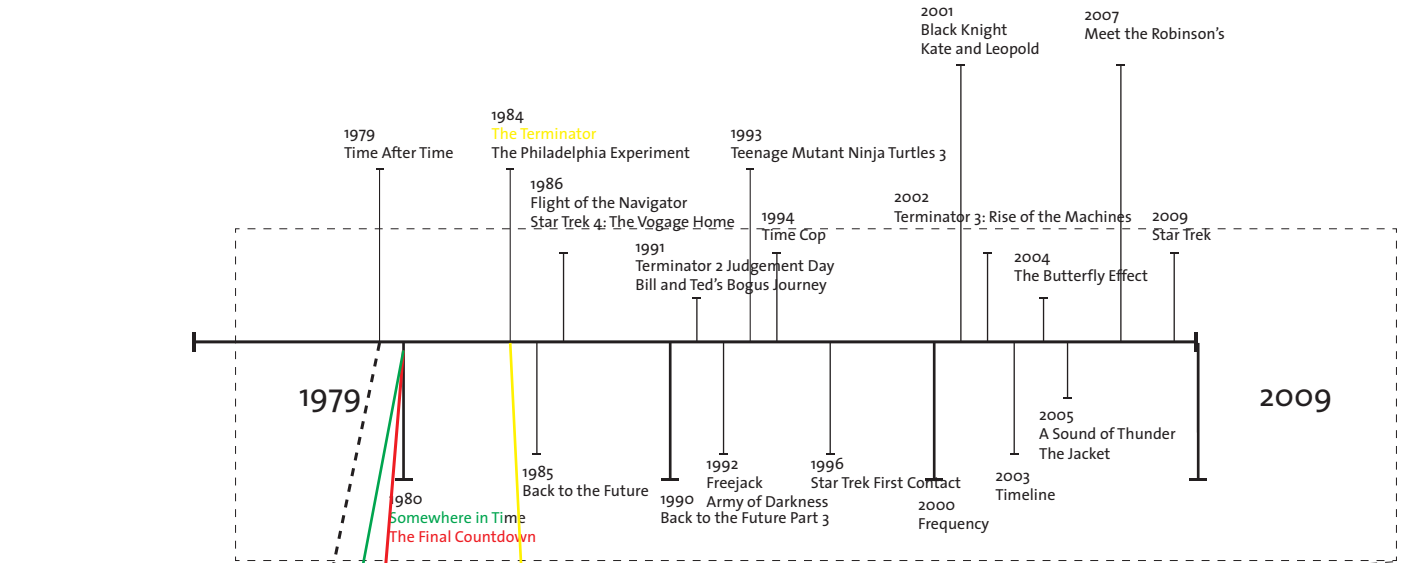 2001
Black Knight
Kate and Leopold
2007
Meet the Robinson's
1984
The Terminator
The Philadelphia Experiment
1979
Time After Time
1993
Teenage Mutant Ninja Turtles 3
1986
Flight of the Navigator
Star Trek 4: The Vogage Home
2002
Terminator 3: Rise of the Machines
1994
Time Cop
2009
Star Trek
1991
Terminator 2 Judgement Day
Bill and Ted's Bogus Journey
2004
The Butterfly Effect
1979
2009
2005
A Sound of Thunder
The Jacket
1985
Back to the Future
1992
Freejack
Army of Darkness
1996
Star Trek First Contact
2003
Timeline
1980
Somewhere in Time
The Final Countdown
1990
Back to the Future Part 3
2000
Frequency